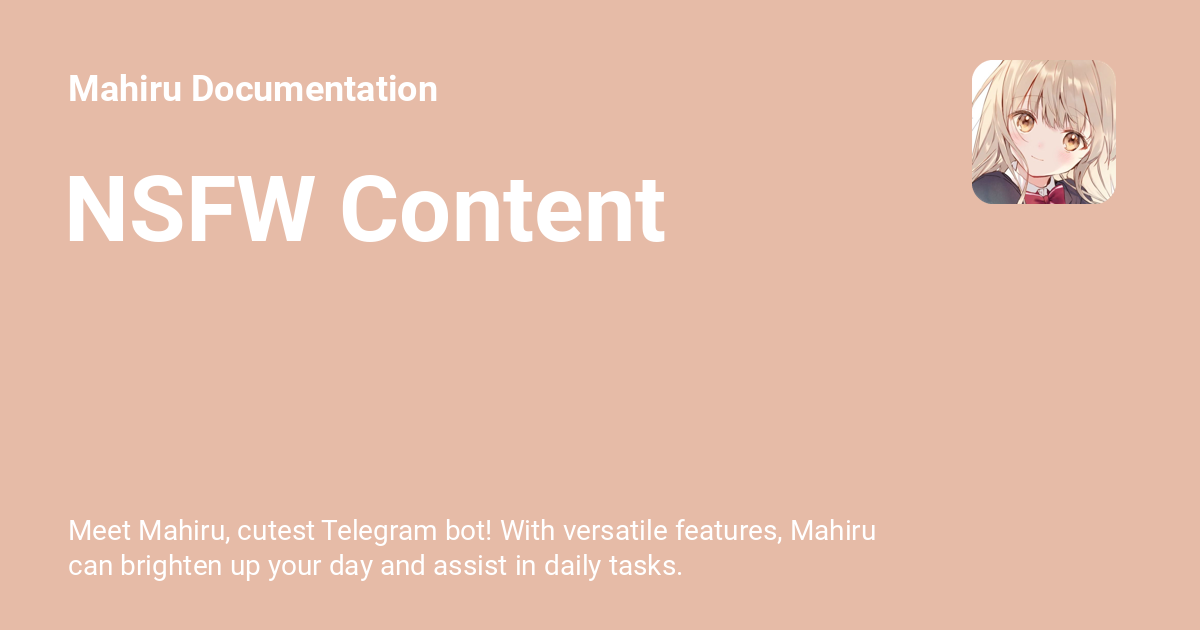 Mahiru Documentation
NSFW Content
Meet Mahiru, cutest Telegram bot! With versatile features, Mahiru
can brighten up your day and assist in daily tasks.